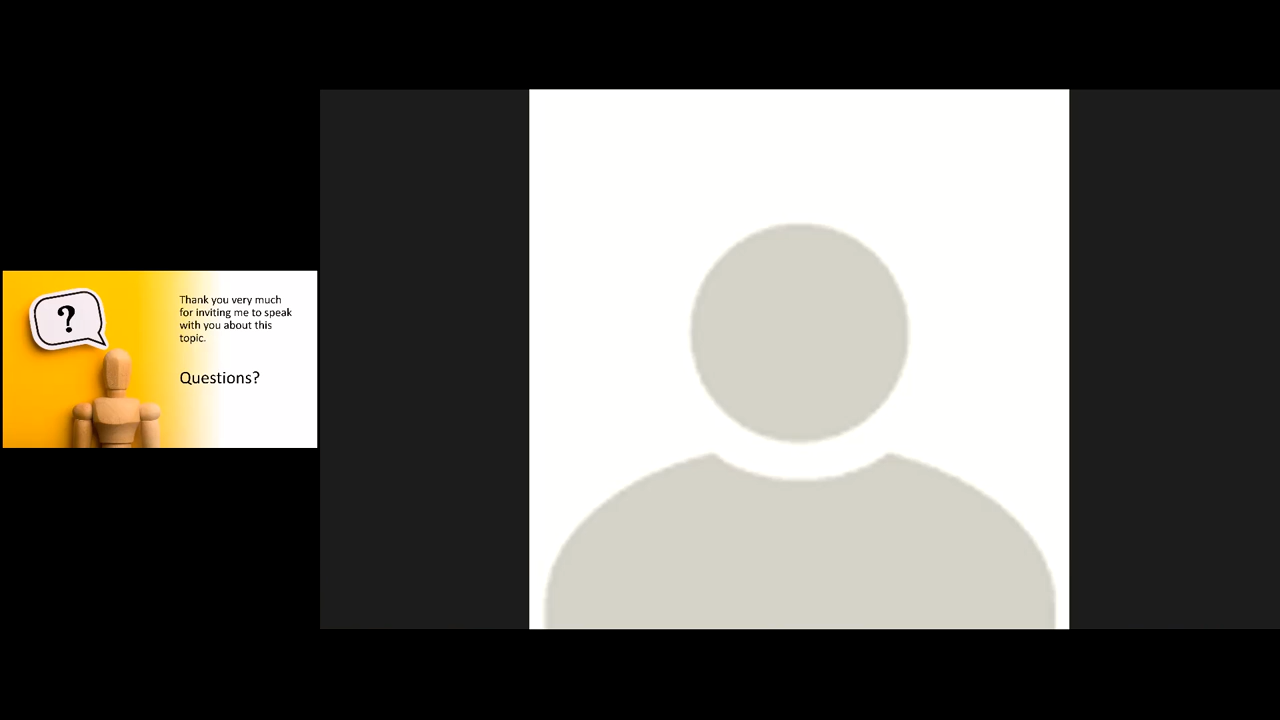 ?
Thank you very much
for inviting me to speak
with you about this
topic.
Questions?